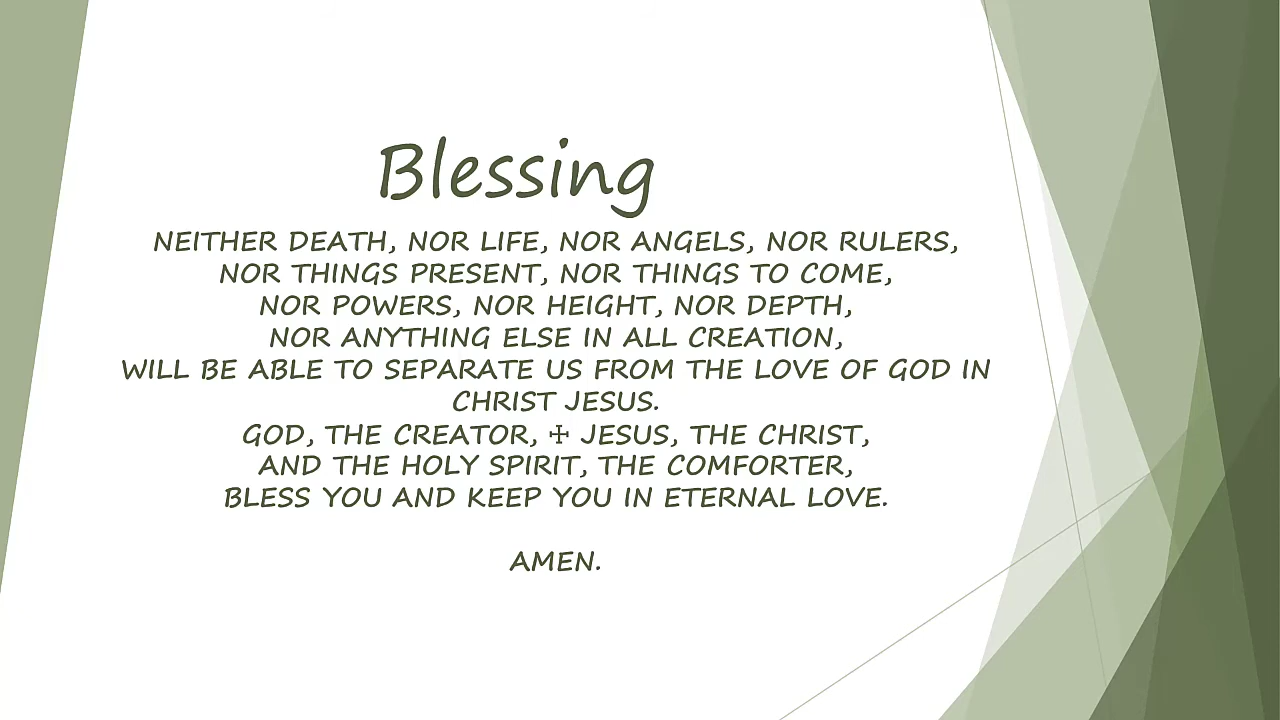 Blessing
NEITHER DEATH, NOR LIFE, NOR ANGELS, NOR RULERS,
NOR THINGS PRESENT, NOR THINGS TO COME,
NOR POWERS, NOR HEIGHT, NOR DEPTH,
NOR ANYTHING ELSE IN ALL CREATION,
WILL BE ABLE TO SEPARATE US FROM THE LOVE OF GOD IN
CHRIST JESUS.
GOD, THE CREATOR, ☩ JESUS, THE CHRIST,
AND THE HOLY SPIRIT, THE COMFORTER,
BLESS YOU AND KEEP YOU IN ETERNAL LOVE.
AMEN.